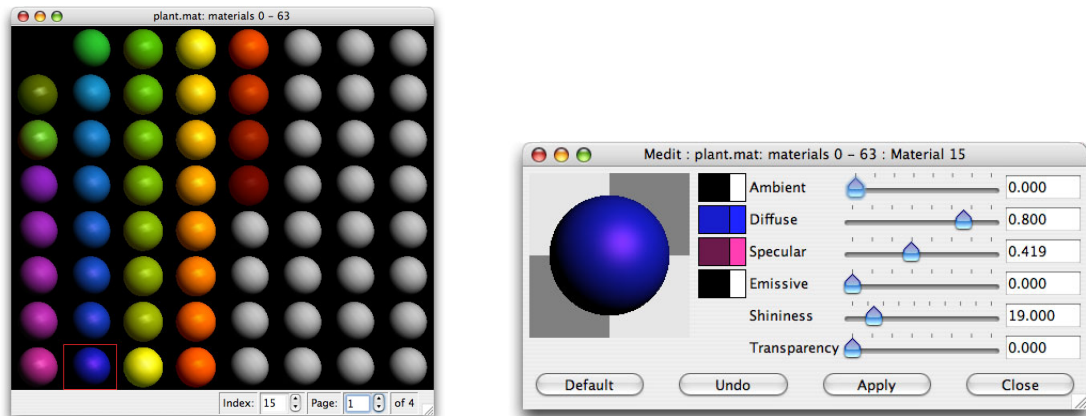 plant.mat: materials 0 – 63
Index: 15 Page: 1 of 4
Medit : plant.mat: materials 0 – 63 : Material 15
Ambient 0.000
Diffuse 0.800
Specular 0.419
Emissive 0.000
Shininess 19.000
Transparency 0.000
Default Undo Apply Close